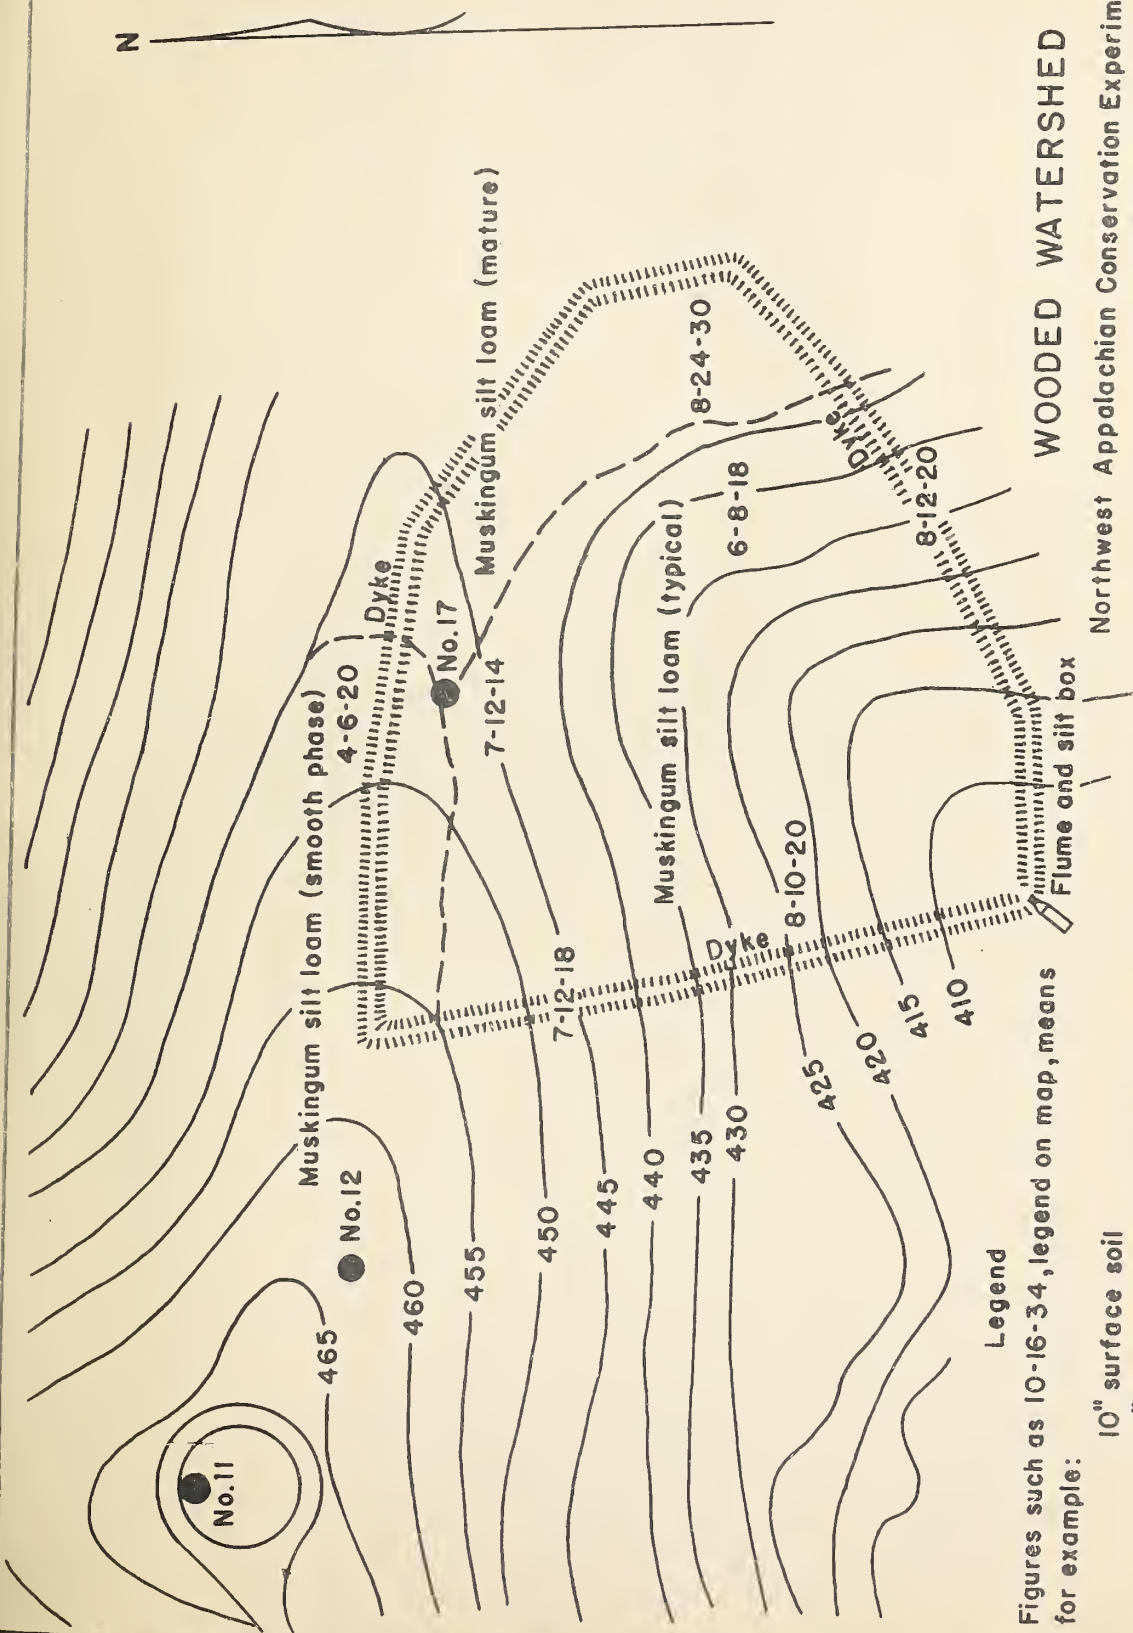 N
Muskingum silt loam (mature)
Muskingum silt loam (smooth phase)
4-6-20
Dyke
No.17
7-12-14
8-24-30
6-8-18
Muskingum silt loam (typical)
Dyke
8-12-20
7-12-18
Dyke
8-10-20
No.11
No.12
465
460
455
450
445
440
435
430
425
420
415
410
Flume and silt box
WOODED WATERSHED
Northwest Appalachian Conservation Experim
Legend
Figures such as 10-16-34, legend on map, means
for example:
10" surface soil